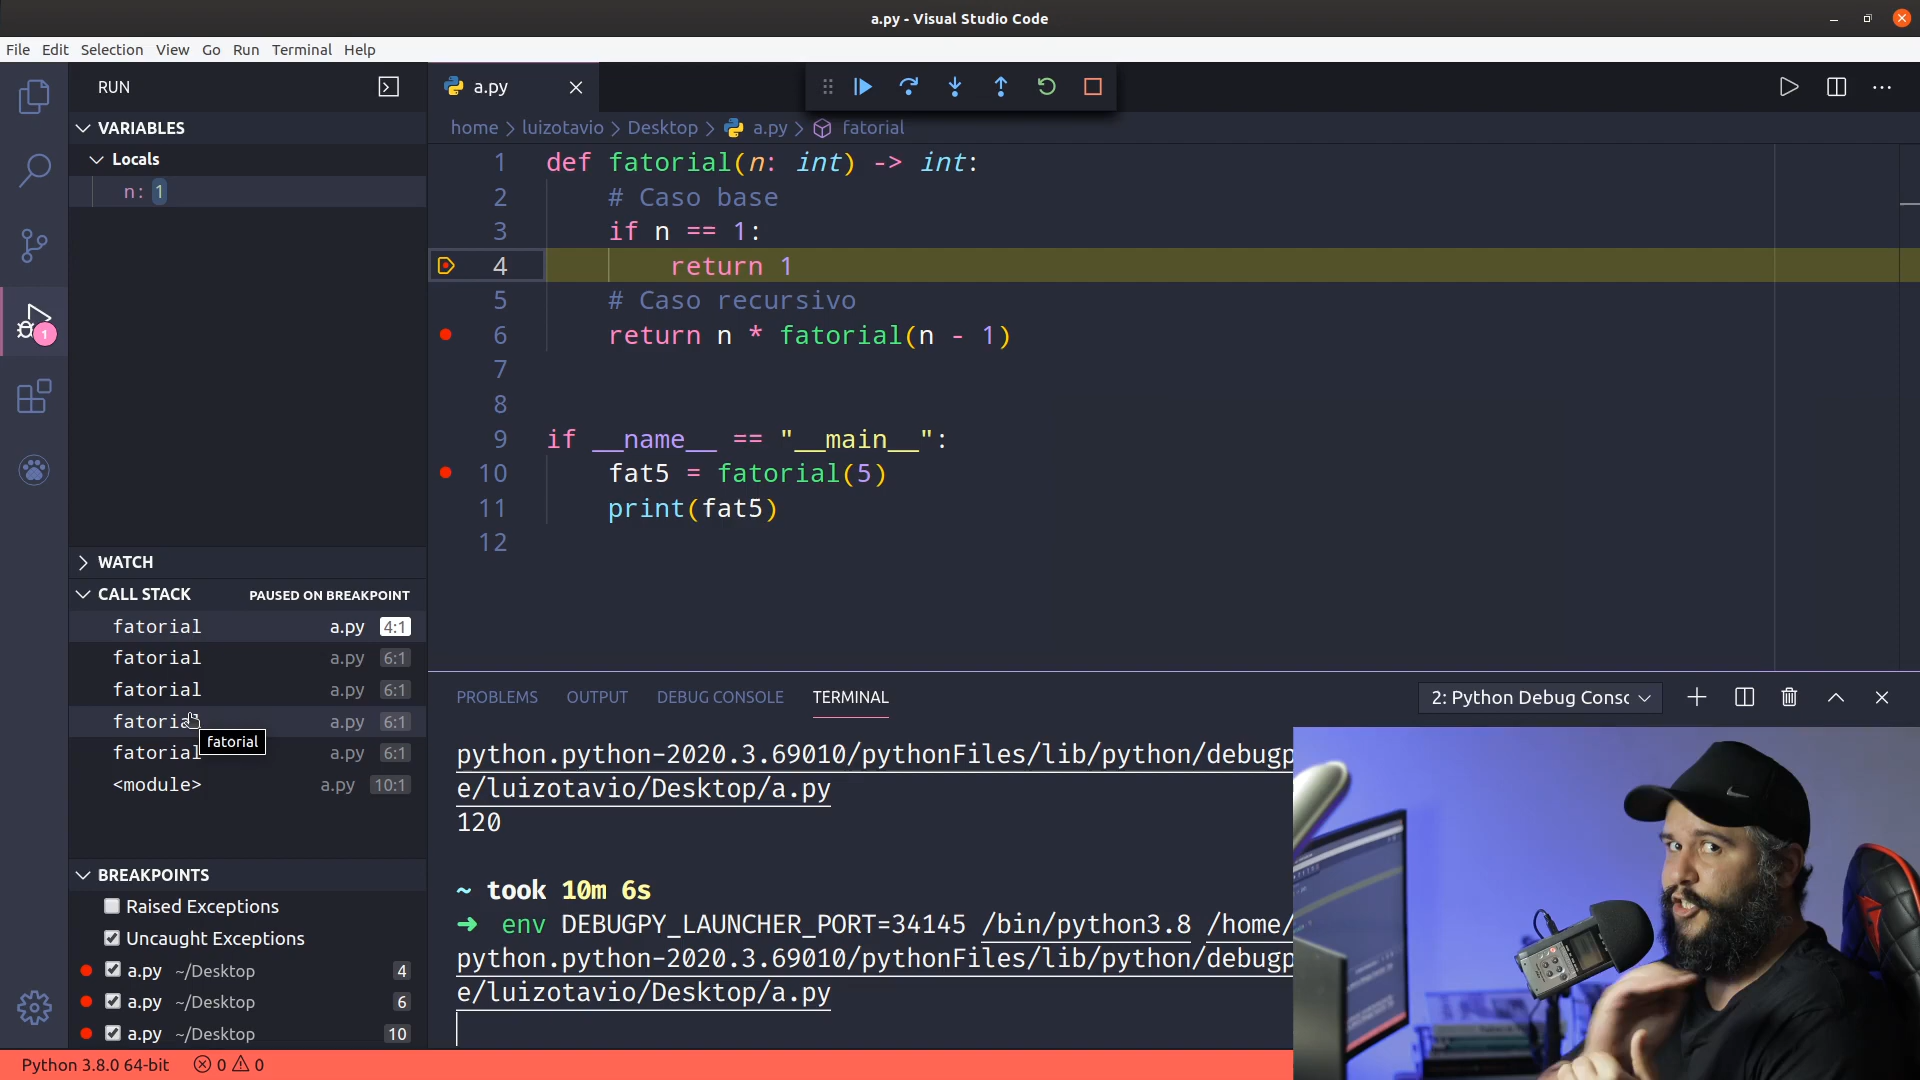 a.py - Visual Studio Code
File Edit Selection View Go Run Terminal Help
RUN
a.py
VARIABLES
home > luizotavio > Desktop > a.py > fatorial
Locals
n: 1
1 def fatorial(n: int) -> int:
2 # Caso base
3 if n == 1:
4 return 1
5 # Caso recursivo
6 return n * fatorial(n - 1)
7
8
9 if __name__ == "__main__":
10 fat5 = fatorial(5)
11 print(fat5)
12
1
WATCH
CALL STACK PAUSED ON BREAKPOINT
fatorial a.py 4:1
fatorial a.py 6:1
fatorial a.py 6:1
fatorial a.py 6:1
fatorial
fatorial a.py 6:1
<module> a.py 10:1
BREAKPOINTS
Raised Exceptions
Uncaught Exceptions
a.py ~/Desktop 4
a.py ~/Desktop 6
a.py ~/Desktop 10
PROBLEMS OUTPUT DEBUG CONSOLE TERMINAL 2: Python Debug Consc
python.python-2020.3.69010/pythonFiles/lib/python/debugp
e/luizotavio/Desktop/a.py
120
~ took 10m 6s
➜ env DEBUGPY_LAUNCHER_PORT=34145 /bin/python3.8 /home/
python.python-2020.3.69010/pythonFiles/lib/python/debugp
e/luizotavio/Desktop/a.py
Python 3.8.0 64-bit 0 0